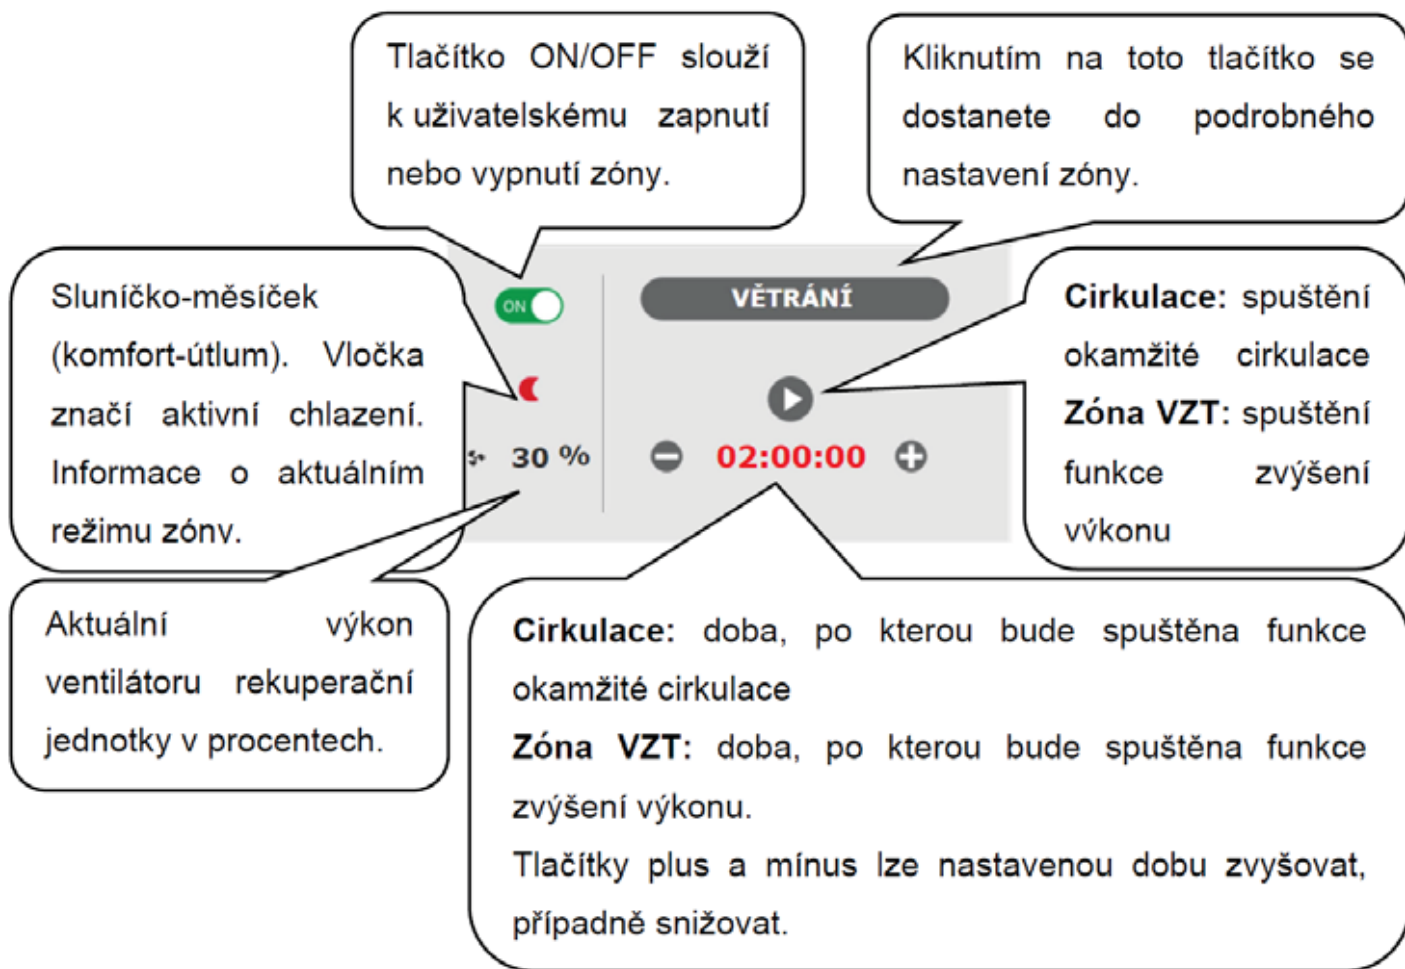 Tlačítko ON/OFF slouží
k uživatelskému zapnutí
nebo vypnutí zóny.
Kliknutím na toto tlačítko se
dostanete do podrobného
nastavení zóny.
Sluníčko-měsíček
(komfort-útlum). Vločka
značí aktivní chlazení.
Informace o aktuálním
režimu zóny.
ON
VĚTRÁNÍ
30 %
02:00:00
Cirkulace: spuštění
okamžité cirkulace
Zóna VZT: spuštění
funkce zvýšení
výkonu
Aktuální výkon
ventilátoru rekuperační
jednotky v procentech.
Cirkulace: doba, po kterou bude spuštěna funkce
okamžité cirkulace
Zóna VZT: doba, po kterou bude spuštěna funkce
zvýšení výkonu.
Tlačítky plus a mínus lze nastavenou dobu zvyšovat,
případně snižovat.